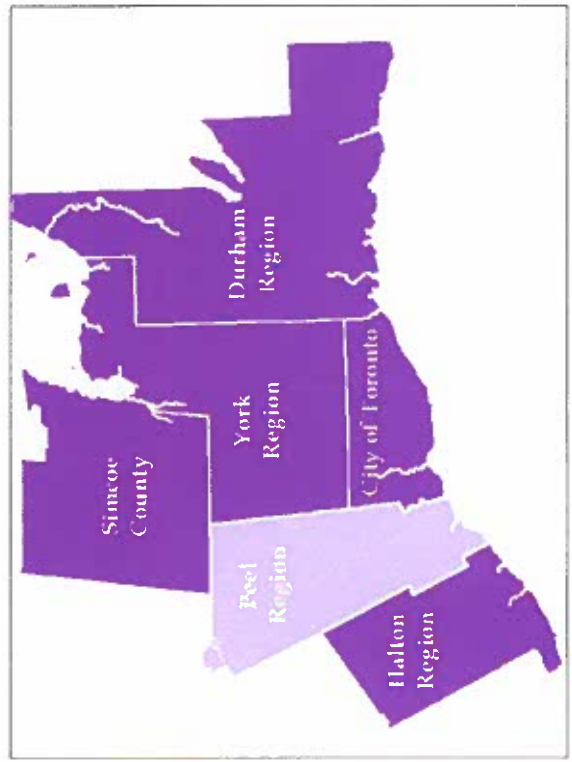 Simcoe
County
York
Region
Durham
Region
City of Toronto
Peel
Region
Halton
Region